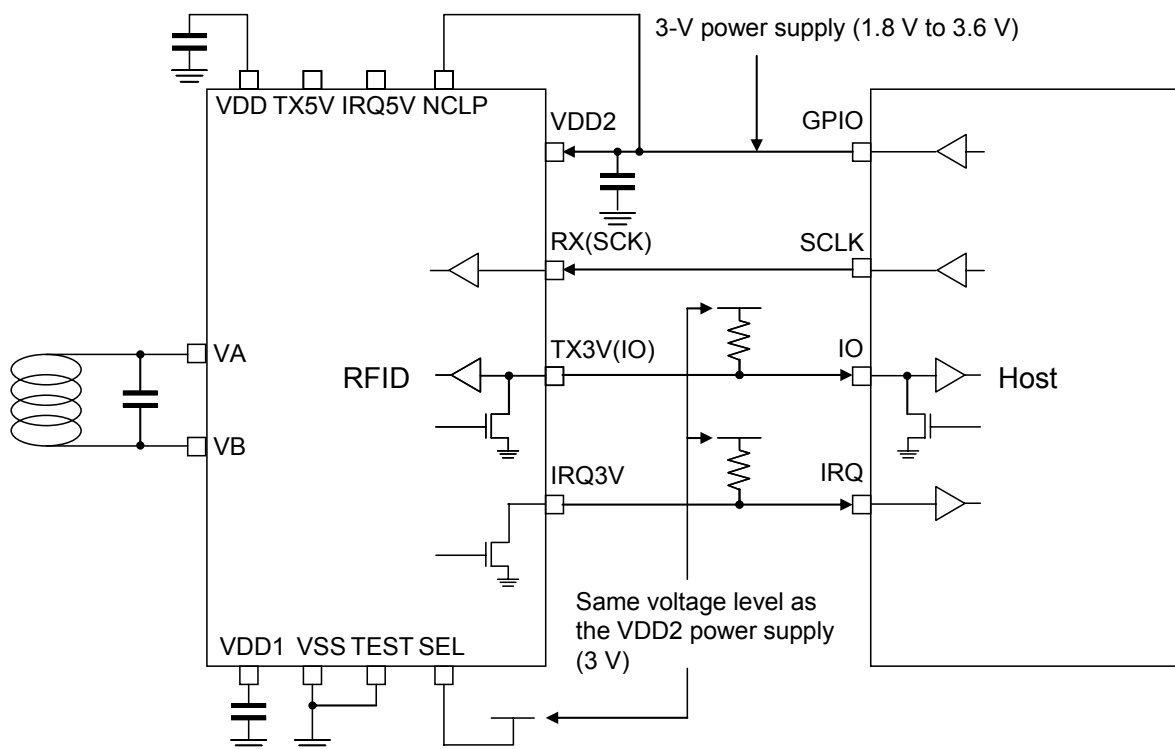 3-V power supply (1.8 V to 3.6 V)
VDD TX5V IRQ5V NCLP
VDD2
GPIO
RX(SCK)
SCLK
VA
TX3V(IO)
IO
RFID
Host
VB
IRQ3V
IRQ
Same voltage level as
the VDD2 power supply
(3 V)
VDD1 VSS TEST SEL